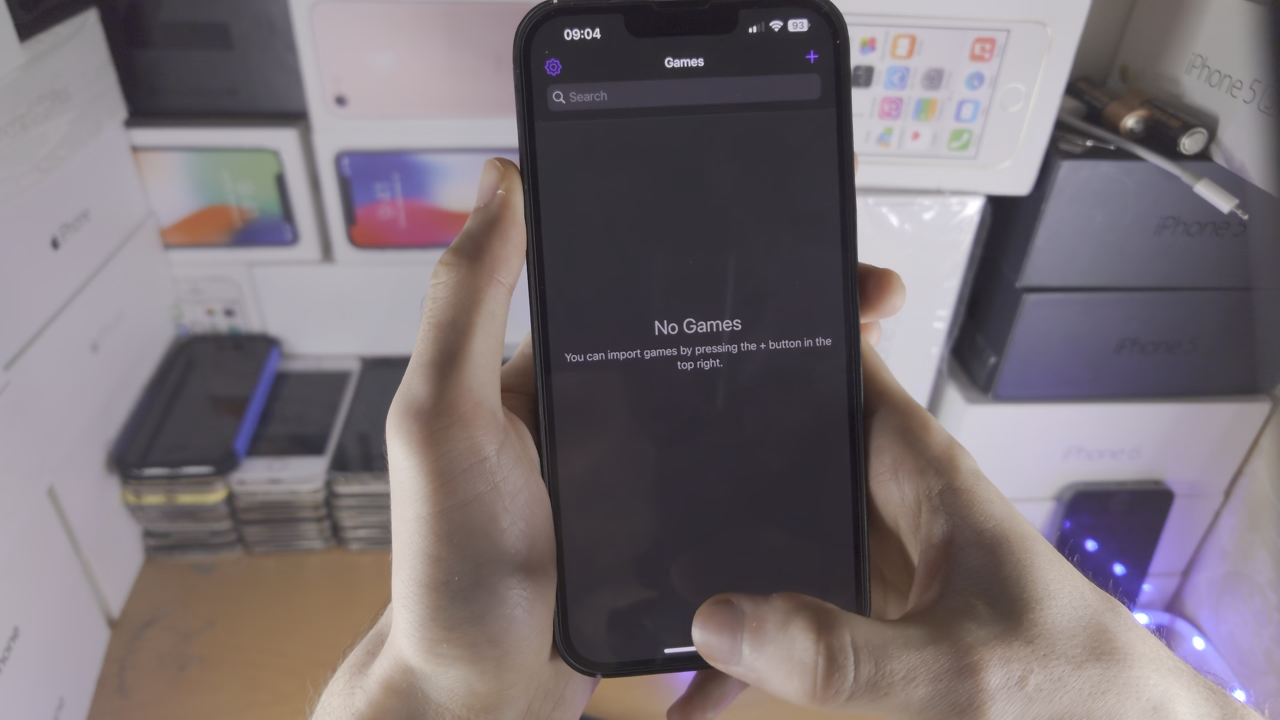 09:04
93
Games
Search
No Games
You can import games by pressing the + button in the
top right.
iPhone
iPhone 5
iPhone 5
iPhone 5
iPhone 6